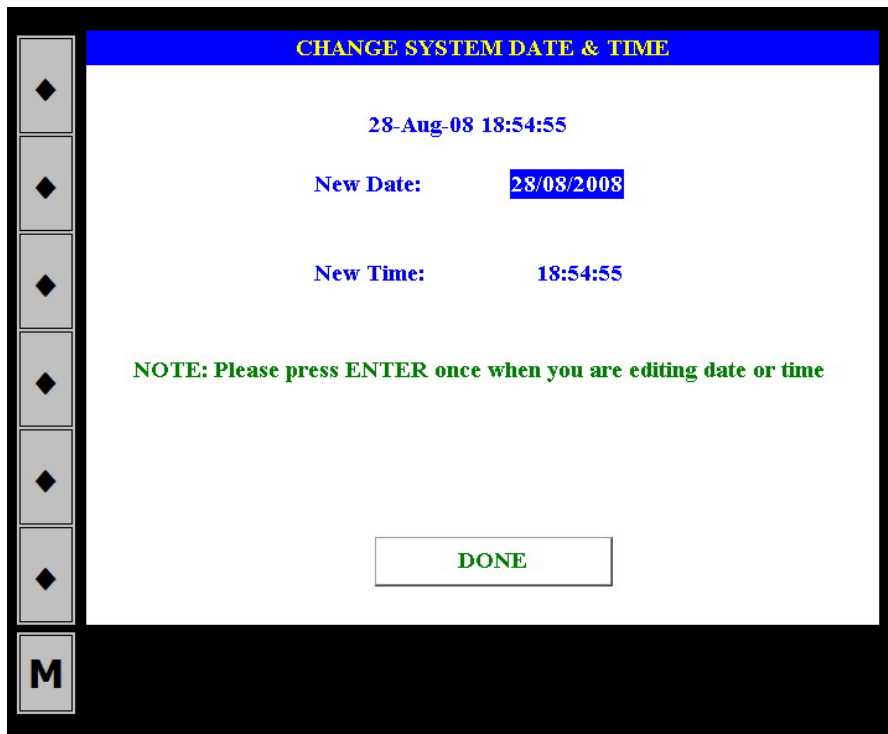 CHANGE SYSTEM DATE & TIME
28-Aug-08 18:54:55
New Date: 28/08/2008
New Time: 18:54:55
NOTE: Please press ENTER once when you are editing date or time
DONE
M